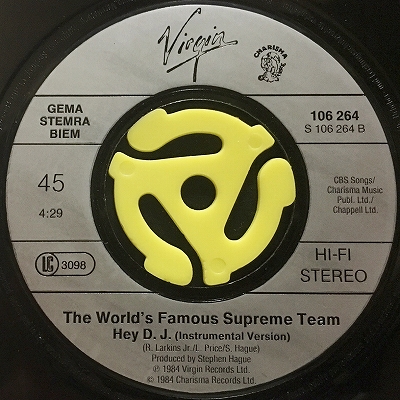 Virgin
CHARISMA
GEMA
STEMRA
BIEM
106 264
S 106 264 B
45
4:29
CBS Songs/
Charisma Music
Publ. Ltd./
Chappell Ltd.
LC 3098
HI-FI
STEREO
The World's Famous Supreme Team
Hey D. J. (Instrumental Version)
(R. Larkins Jr./L. Price/S. Hague)
Produced by Stephen Hague
℗ 1984 Virgin Records Ltd.
© 1984 Charisma Records Ltd.